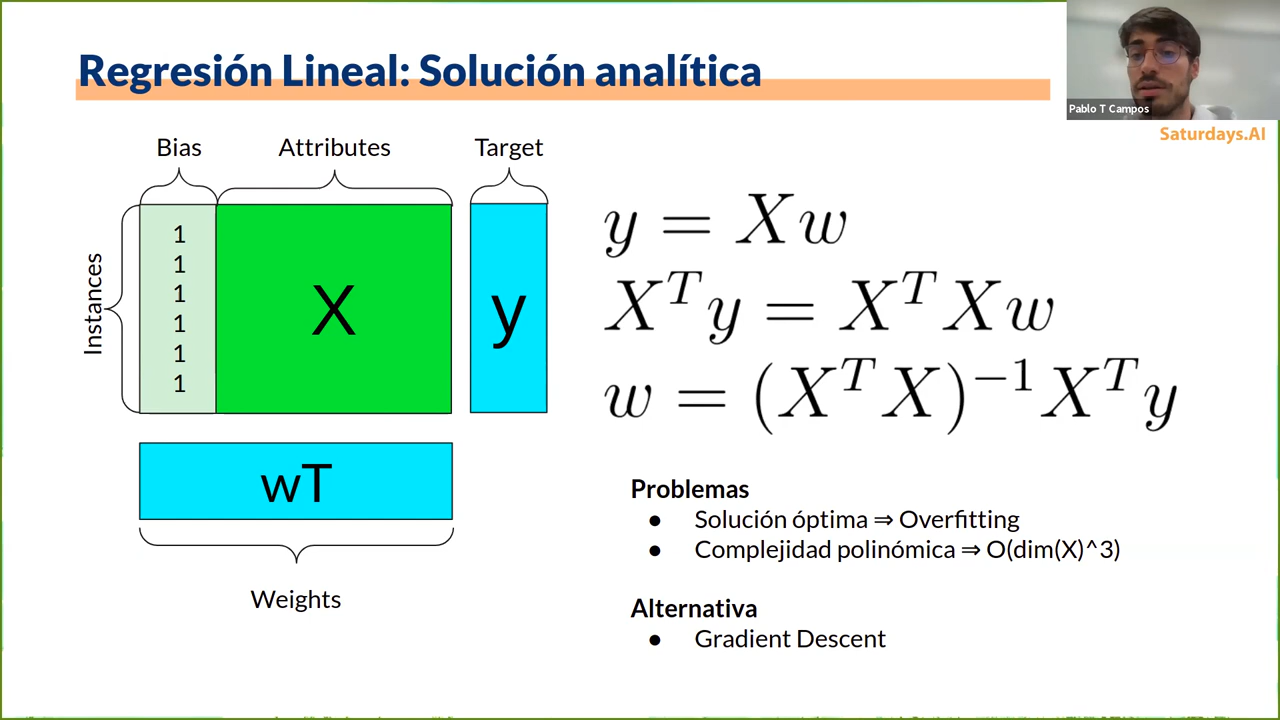 Regresión Lineal: Solución analítica
Pablo T Campos
Saturdays.AI
Bias
Attributes
Target
Instances
1
1
1
1
1
1
X
y
wT
Weights
y = Xw
X^T y = X^T Xw
w = (X^T X)^{-1} X^T y
Problemas
● Solución óptima ⇒ Overfitting
● Complejidad polinómica ⇒ O(dim(X)^3)
Alternativa
● Gradient Descent